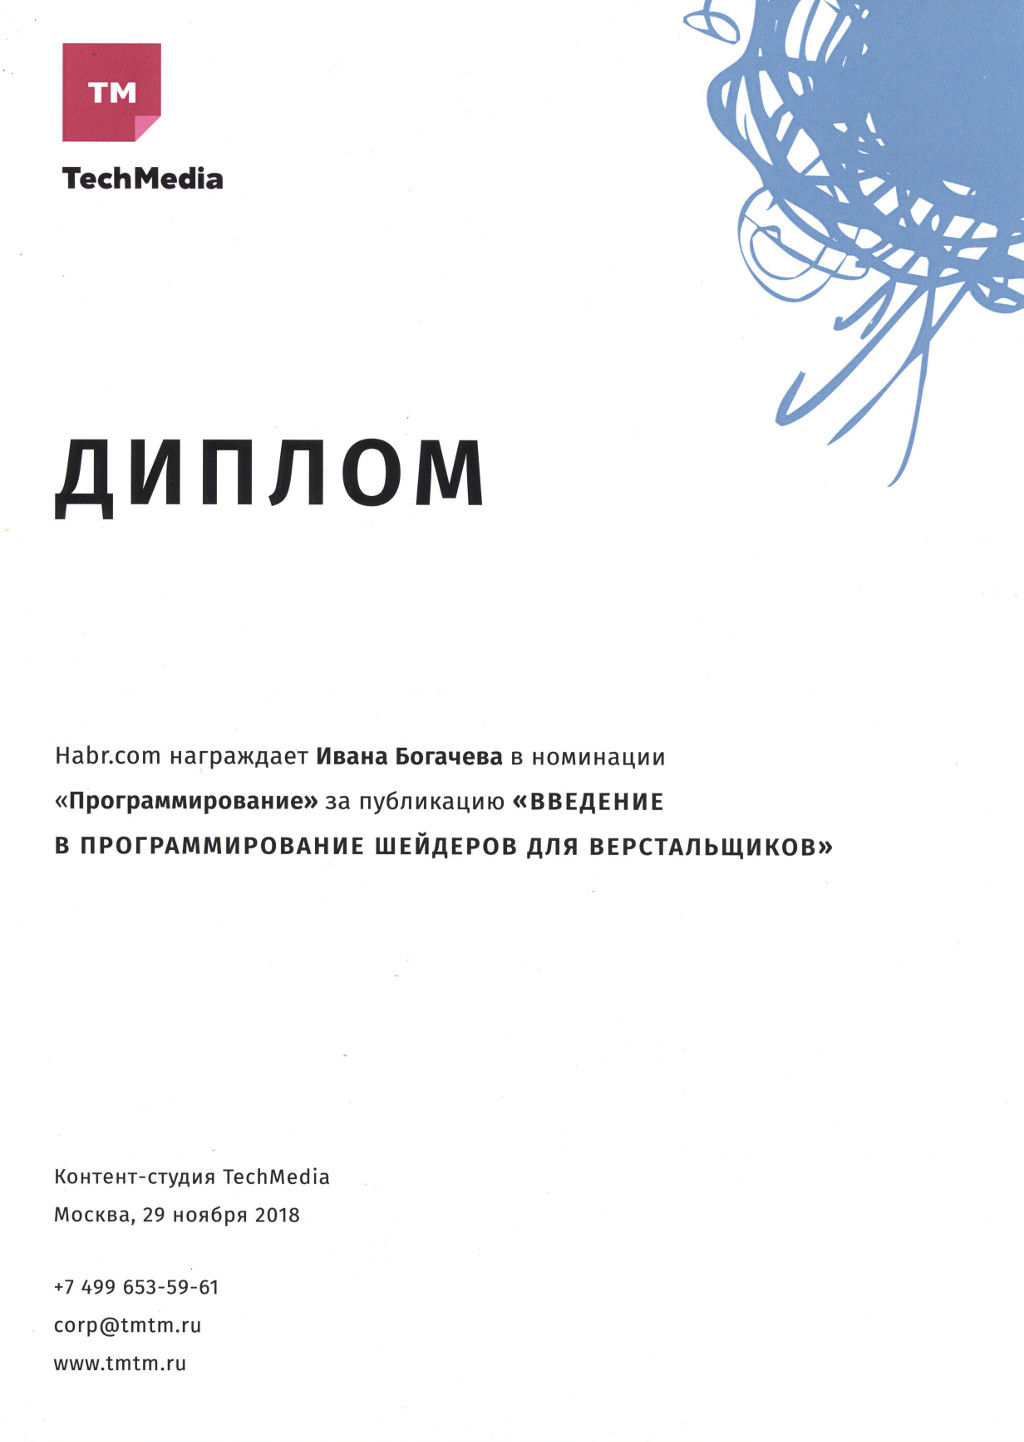 TM
TechMedia
ДИПЛОМ
Habr.com награждает Ивана Богачева в номинации
«Программирование» за публикацию «ВВЕДЕНИЕ
В ПРОГРАММИРОВАНИЕ ШЕЙДЕРОВ ДЛЯ ВЕРСТАЛЬЩИКОВ»
Контент-студия TechMedia
Москва, 29 ноября 2018
+7 499 653-59-61
corp@tmtm.ru
www.tmtm.ru